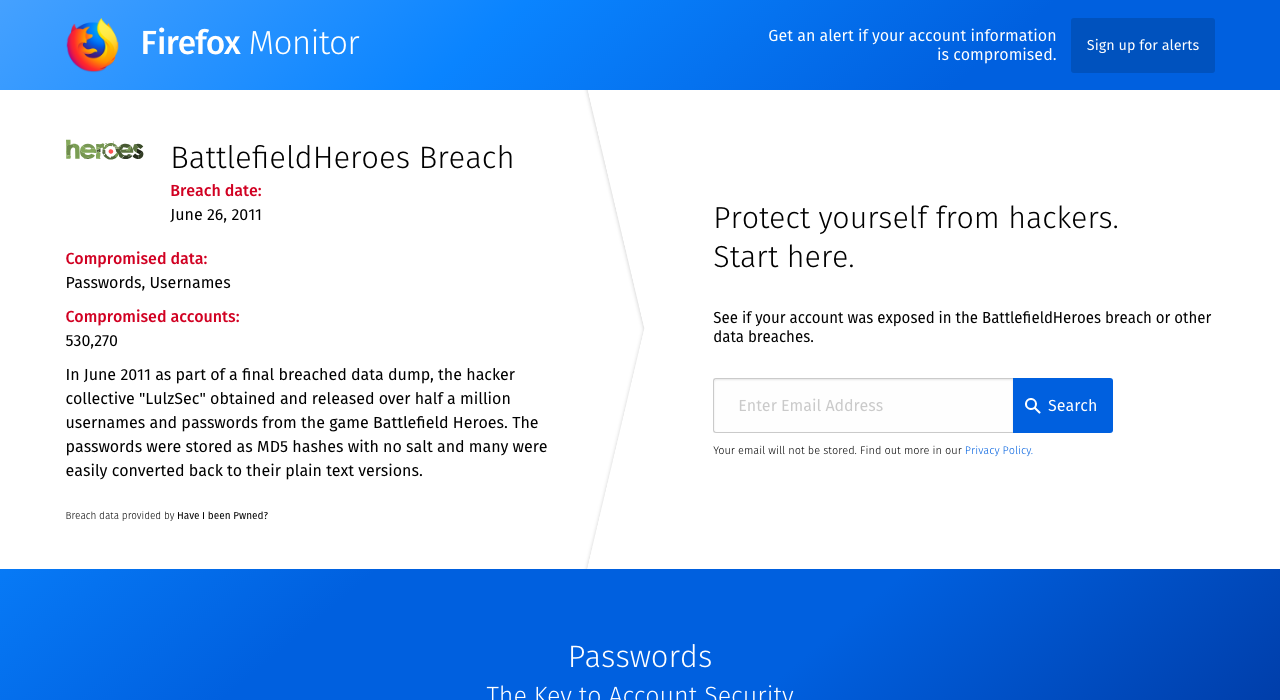 Firefox Monitor
Get an alert if your account information
is compromised.
Sign up for alerts
heroes
BattlefieldHeroes Breach
Breach date:
June 26, 2011
Compromised data:
Passwords, Usernames
Compromised accounts:
530,270
In June 2011 as part of a final breached data dump, the hacker
collective "LulzSec" obtained and released over half a million
usernames and passwords from the game Battlefield Heroes. The
passwords were stored as MD5 hashes with no salt and many were
easily converted back to their plain text versions.
Breach data provided by Have I been Pwned?
Protect yourself from hackers.
Start here.
See if your account was exposed in the BattlefieldHeroes breach or other
data breaches.
Enter Email Address
Search
Your email will not be stored. Find out more in our Privacy Policy.
Passwords
The Key to Account Security